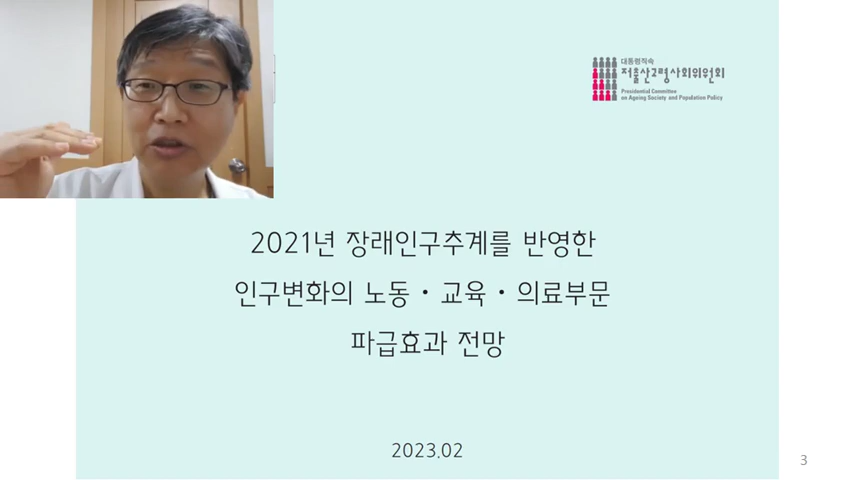 대통령직속
저출산고령사회위원회
Presidential Committee
on Ageing Society and Population Policy
2021년 장래인구추계를 반영한
인구변화의 노동·교육·의료부문
파급효과 전망
2023.02
3